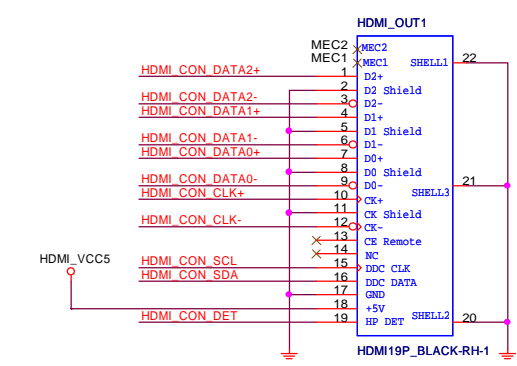 HDMI_OUT1
MEC2 MEC2
MEC1 MEC1 SHELL1 22
HDMI_CON_DATA2+ 1 D2+
2 D2 Shield
HDMI_CON_DATA2- 3 D2-
HDMI_CON_DATA1+ 4 D1+
5 D1 Shield
HDMI_CON_DATA1- 6 D1-
HDMI_CON_DATA0+ 7 D0+
8 D0 Shield
HDMI_CON_DATA0- 9 D0- 21
HDMI_CON_CLK+ 10 CK+ SHELL3
11 CK Shield
HDMI_CON_CLK- 12 CK-
13 CE Remote
14 NC
HDMI_VCC5
HDMI_CON_SCL 15 DDC CLK
HDMI_CON_SDA 16 DDC DATA
17 GND
18 +5V SHELL2 20
HDMI_CON_DET 19 HP DET
HDMI19P_BLACK-RH-1